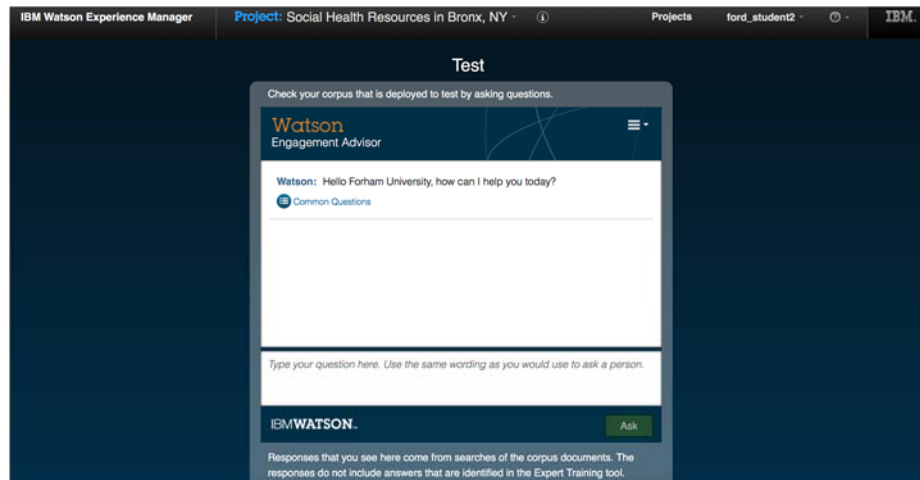 IBM Watson Experience Manager
Project: Social Health Resources in Bronx, NY
Projects
ford_student2
IBM.
Test
Check your corpus that is deployed to test by asking questions.
Watson
Engagement Advisor
Watson: Hello Forham University, how can I help you today?
Common Questions
Type your question here. Use the same wording as you would use to ask a person.
IBMWATSON
Ask
Responses that you see here come from searches of the corpus documents. The
responses do not include answers that are identified in the Expert Training tool.